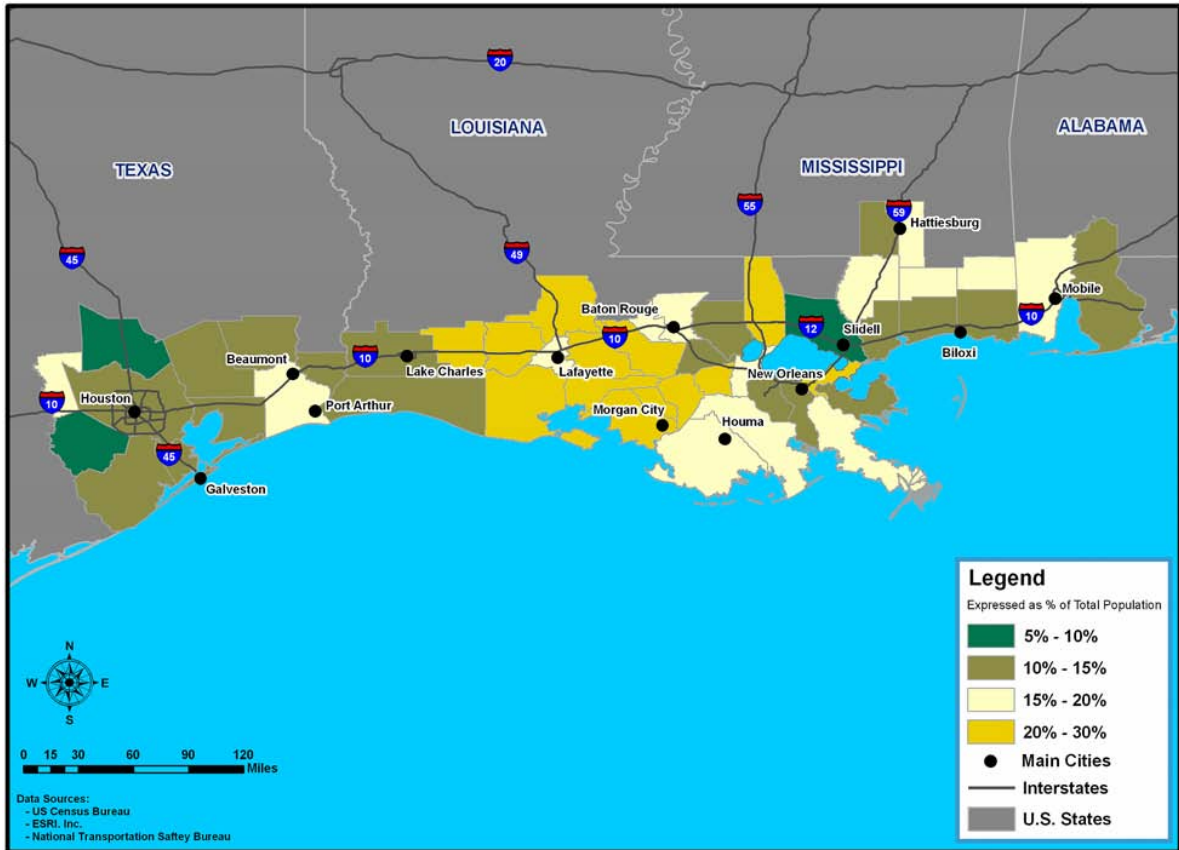 20
LOUISIANA
ALABAMA
TEXAS
MISSISSIPPI
55
59
Hattiesburg
45
49
Mobile
Baton Rouge
12
10
Slidell
10
Beaumont
10
Biloxi
Lake Charles
Lafayette
New Orleans
10
Houston
Port Arthur
Morgan City
Houma
45
Galveston
Legend
Expressed as % of Total Population
5% - 10%
10% - 15%
15% - 20%
20% - 30%
Main Cities
Interstates
U.S. States
N
W E
S
0 15 30 60 90 120
Miles
Data Sources:
- US Census Bureau
- ESRI. Inc.
- National Transportation Saftey Bureau